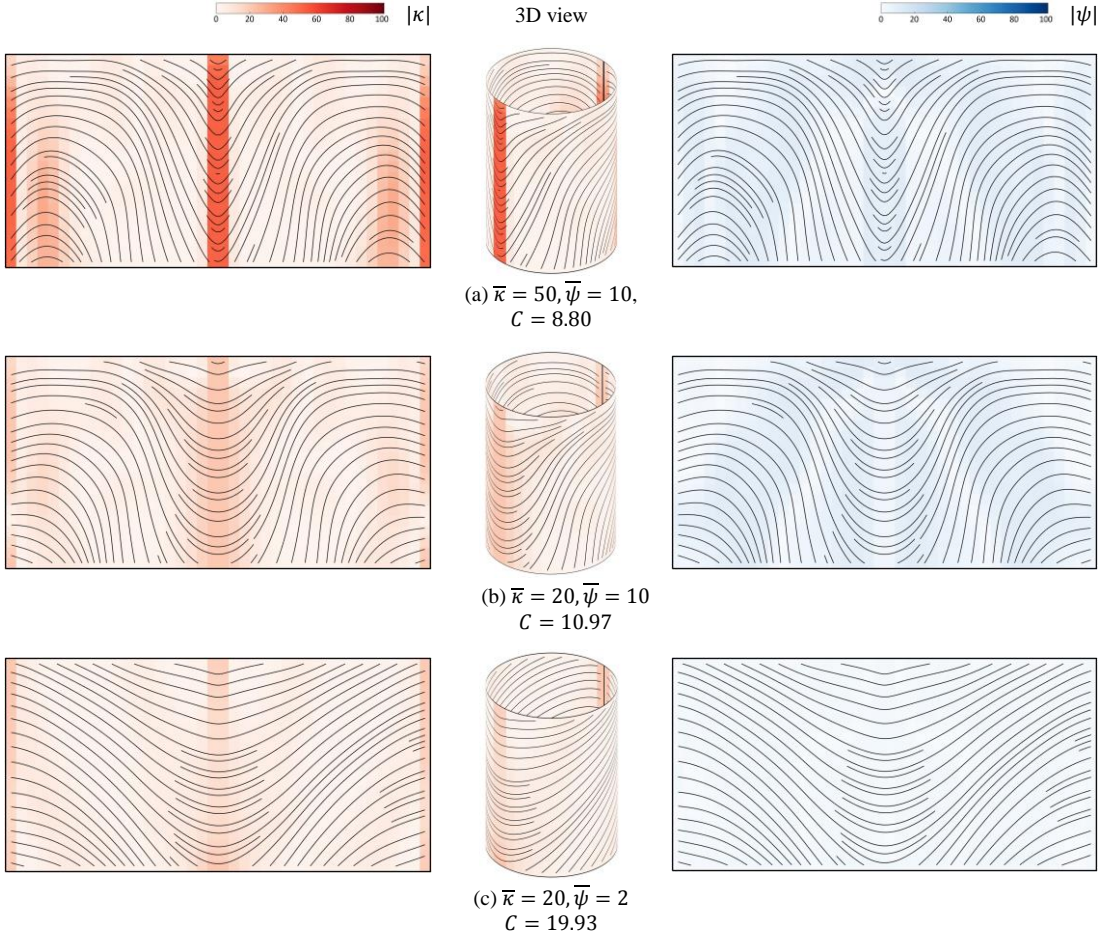 |κ|
0 20 40 60 80 100
3D view
|ψ|
0 20 40 60 80 100
(a) κ̅ = 50, ψ̅ = 10,
C = 8.80
(b) κ̅ = 20, ψ̅ = 10
C = 10.97
(c) κ̅ = 20, ψ̅ = 2
C = 19.93